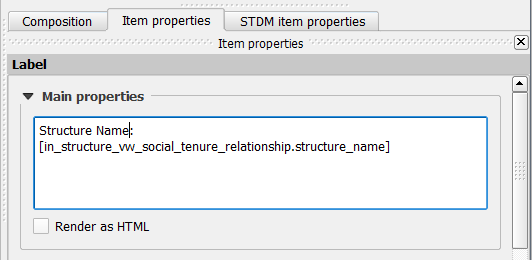 Composition Item properties STDM item properties
Item properties
Label
Main properties
Structure Name:
[in_structure_vw_social_tenure_relationship.structure_name]
Render as HTML